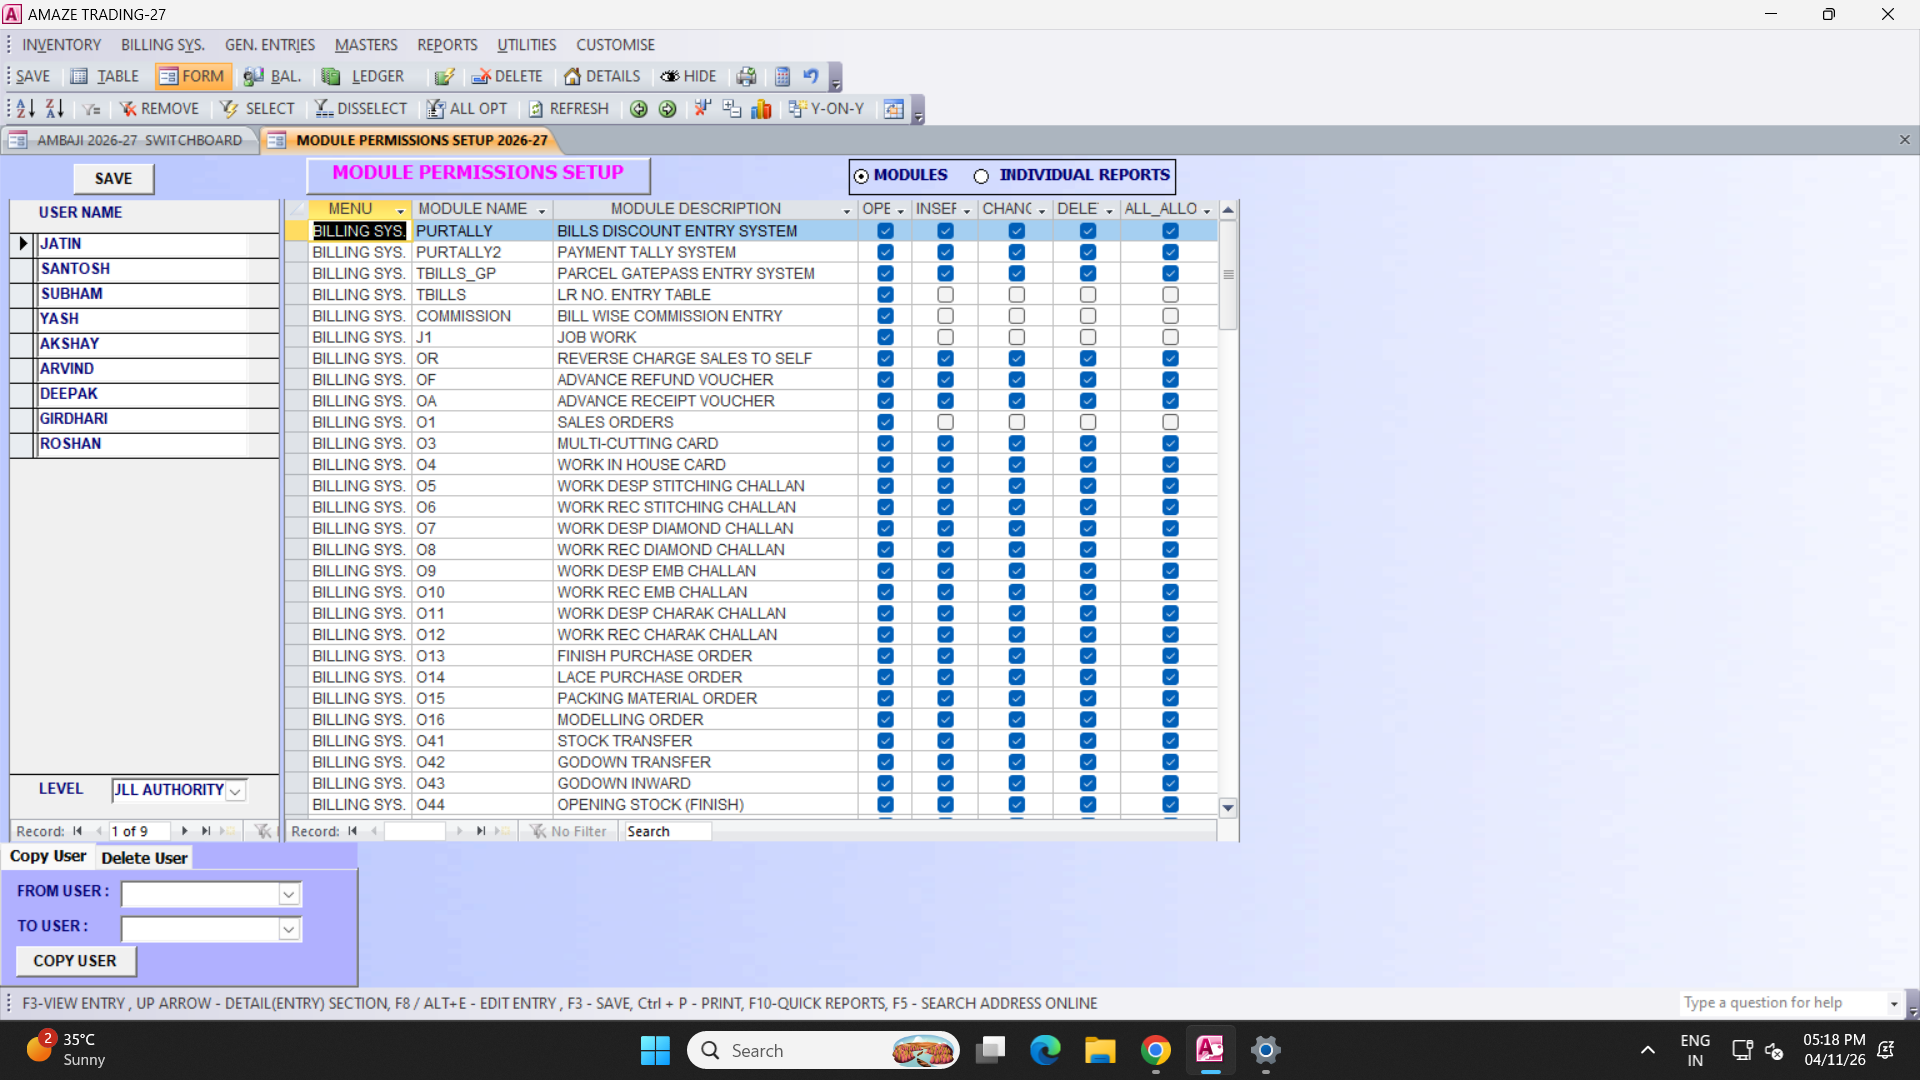 AMAZE TRADING-27
INVENTORY BILLING SYS. GEN. ENTRIES MASTERS REPORTS UTILITIES CUSTOMISE
SAVE TABLE FORM BAL. LEDGER DELETE DETAILS HIDE
REMOVE SELECT DISSELECT ALL OPT REFRESH Y-ON-Y
AMBAJI 2026-27 SWITCHBOARD MODULE PERMISSIONS SETUP 2026-27
SAVE MODULE PERMISSIONS SETUP MODULES INDIVIDUAL REPORTS
USER NAME
JATIN
SANTOSH
SUBHAM
YASH
AKSHAY
ARVIND
DEEPAK
GIRDHARI
ROSHAN
LEVEL JLL AUTHORITY
Record: 1 of 9
MENU MODULE NAME MODULE DESCRIPTION OPE INSER CHANG DELE ALL_ALLO
BILLING SYS. PURTALLY BILLS DISCOUNT ENTRY SYSTEM
BILLING SYS. PURTALLY2 PAYMENT TALLY SYSTEM
BILLING SYS. TBILLS_GP PARCEL GATEPASS ENTRY SYSTEM
BILLING SYS. TBILLS LR NO. ENTRY TABLE
BILLING SYS. COMMISSION BILL WISE COMMISSION ENTRY
BILLING SYS. J1 JOB WORK
BILLING SYS. OR REVERSE CHARGE SALES TO SELF
BILLING SYS. OF ADVANCE REFUND VOUCHER
BILLING SYS. OA ADVANCE RECEIPT VOUCHER
BILLING SYS. O1 SALES ORDERS
BILLING SYS. O3 MULTI-CUTTING CARD
BILLING SYS. O4 WORK IN HOUSE CARD
BILLING SYS. O5 WORK DESP STITCHING CHALLAN
BILLING SYS. O6 WORK REC STITCHING CHALLAN
BILLING SYS. O7 WORK DESP DIAMOND CHALLAN
BILLING SYS. O8 WORK REC DIAMOND CHALLAN
BILLING SYS. O9 WORK DESP EMB CHALLAN
BILLING SYS. O10 WORK REC EMB CHALLAN
BILLING SYS. O11 WORK DESP CHARAK CHALLAN
BILLING SYS. O12 WORK REC CHARAK CHALLAN
BILLING SYS. O13 FINISH PURCHASE ORDER
BILLING SYS. O14 LACE PURCHASE ORDER
BILLING SYS. O15 PACKING MATERIAL ORDER
BILLING SYS. O16 MODELLING ORDER
BILLING SYS. O41 STOCK TRANSFER
BILLING SYS. O42 GODOWN TRANSFER
BILLING SYS. O43 GODOWN INWARD
BILLING SYS. O44 OPENING STOCK (FINISH)
Record: No Filter Search
Copy User Delete User
FROM USER :
TO USER :
COPY USER
F3-VIEW ENTRY , UP ARROW - DETAIL(ENTRY) SECTION, F8 / ALT+E - EDIT ENTRY , F3 - SAVE, Ctrl + P - PRINT, F10-QUICK REPORTS, F5 - SEARCH ADDRESS ONLINE
Type a question for help
2 35°C
Sunny
Search
ENG
IN
05:18 PM
04/11/26